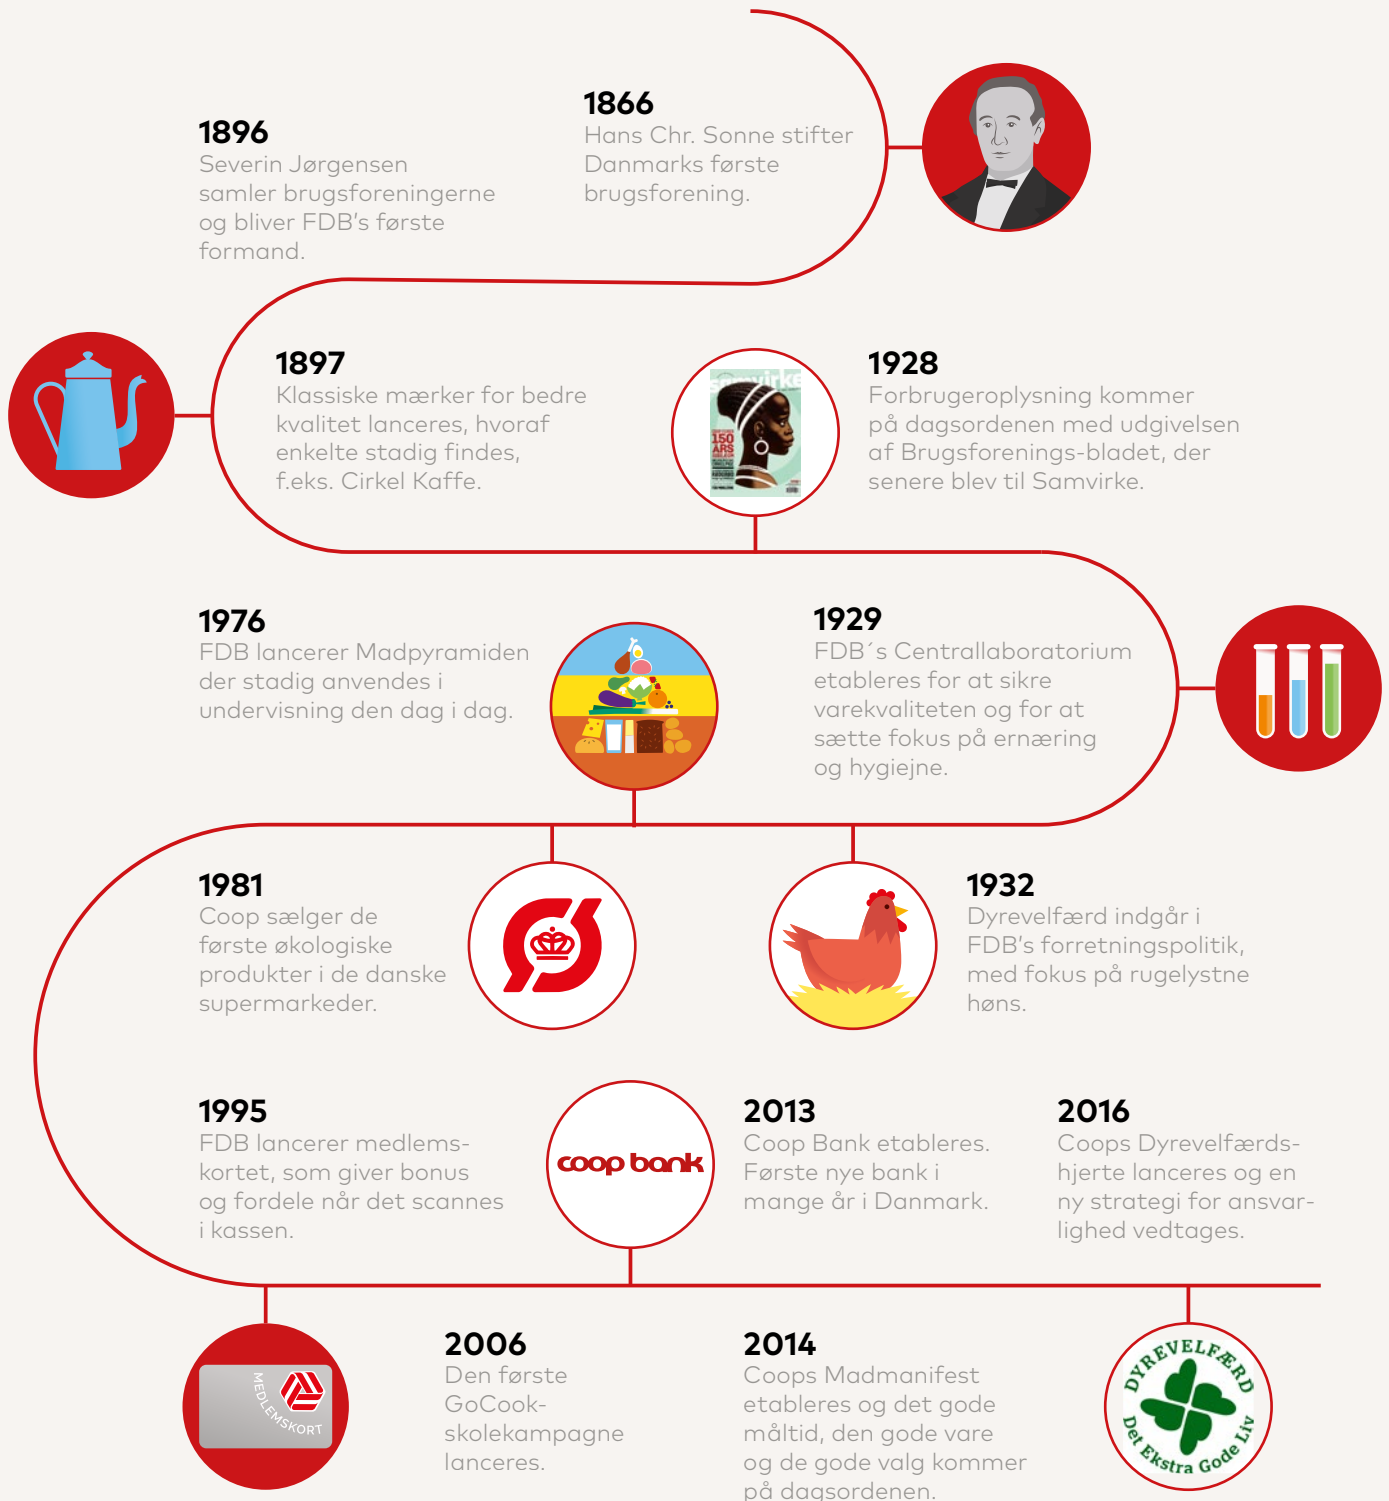 1866
Hans Chr. Sonne stifter
Danmarks første
brugsforening.
1896
Severin Jørgensen
samler brugsforeningerne
og bliver FDB's første
formand.
1897
Klassiske mærker for bedre
kvalitet lanceres, hvoraf
enkelte stadig findes,
f.eks. Cirkel Kaffe.
samvirke
150
ÅRS
1928
Forbrugeroplysning kommer
på dagsordenen med udgivelsen
af Brugsforenings-bladet, der
senere blev til Samvirke.
1929
FDB´s Centrallaboratorium
etableres for at sikre
varekvaliteten og for at
sætte fokus på ernæring
og hygiejne.
1976
FDB lancerer Madpyramiden
der stadig anvendes i
undervisning den dag i dag.
1932
Dyrevelfærd indgår i
FDB's forretningspolitik,
med fokus på rugelystne
høns.
1981
Coop sælger de
første økologiske
produkter i de danske
supermarkeder.
1995
FDB lancerer medlems-
kortet, som giver bonus
og fordele når det scannes
i kassen.
coop bank
2013
Coop Bank etableres.
Første nye bank i
mange år i Danmark.
2016
Coops Dyrevelfærds-
hjerte lanceres og en
ny strategi for ansvar-
lighed vedtages.
MEDLEMSKORT
2006
Den første
GoCook-
skolekampagne
lanceres.
2014
Coops Madmanifest
etableres og det gode
måltid, den gode vare
og de gode valg kommer
på dagsordenen.
DYREVELFÆRD
Det Ekstra Gode Liv